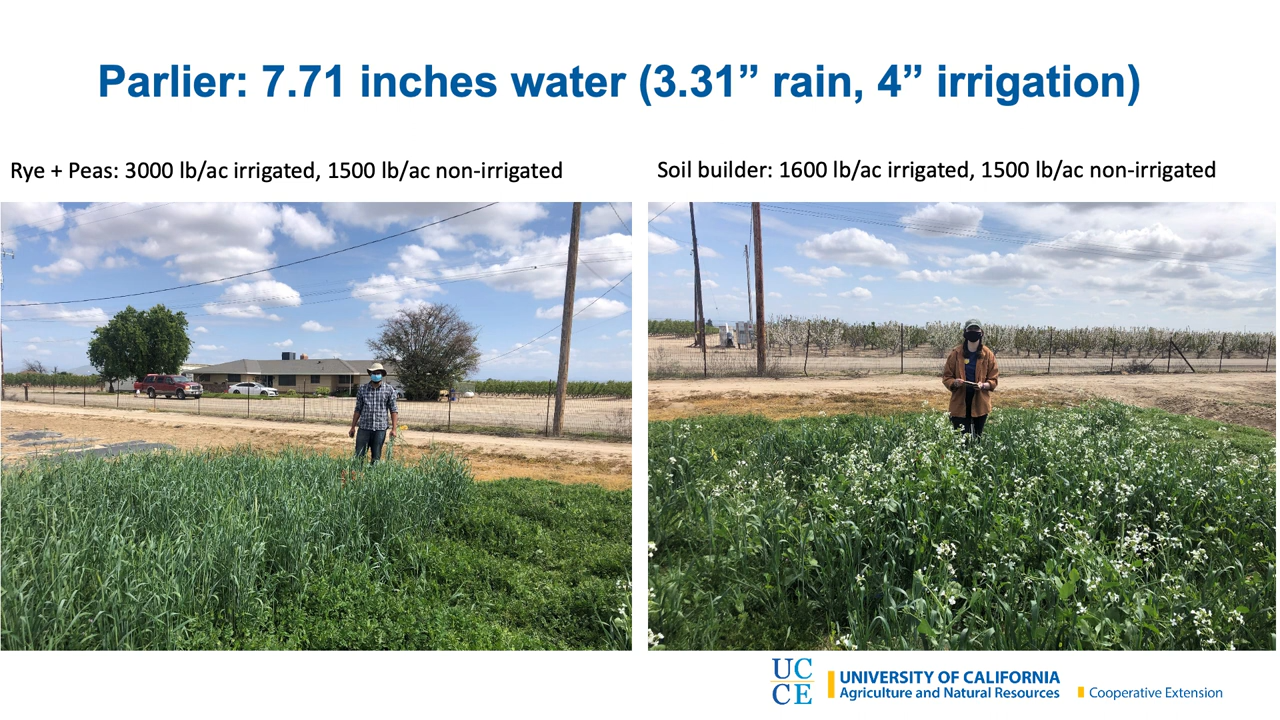 Parlier: 7.71 inches water (3.31” rain, 4” irrigation)
Rye + Peas: 3000 lb/ac irrigated, 1500 lb/ac non-irrigated
Soil builder: 1600 lb/ac irrigated, 1500 lb/ac non-irrigated
UC
CE
UNIVERSITY OF CALIFORNIA
Agriculture and Natural Resources
Cooperative Extension